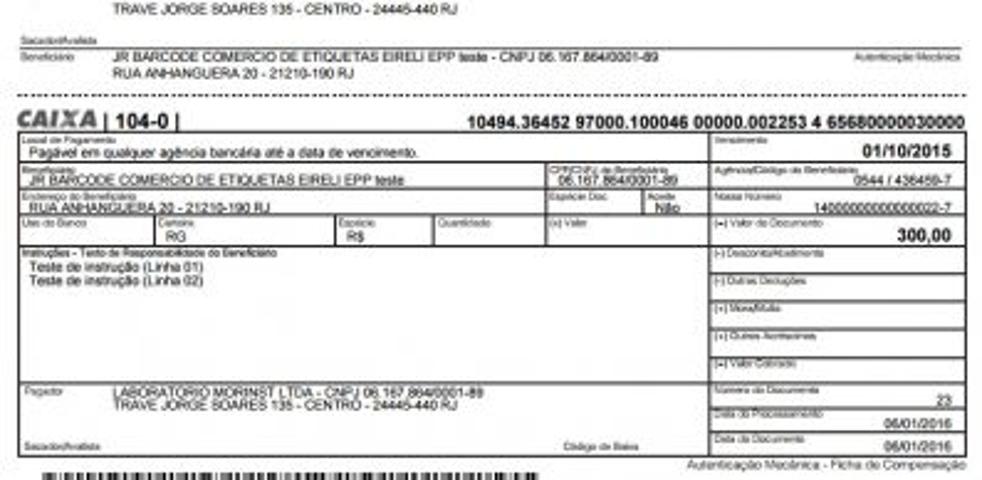 TRAVE JORGE SOARES 135 - CENTRO - 24445-440 RJ
Sacador/Avalista
Beneficiário JR BARCODE COMERCIO DE ETIQUETAS EIRELI EPP teste - CNPJ 06.167.864/0001-89 Autenticação Mecânica
RUA ANHANGUERA 20 - 21210-190 RJ
CAIXA | 104-0 | 10494.36452 97000.100046 00000.002253 4 65680000030000
Local de Pagamento Vencimento
Pagável em qualquer agência bancária até a data de vencimento. 01/10/2015
Beneficiário CPF/CNPJ do Beneficiário Agência/Código do Beneficiário
JR BARCODE COMERCIO DE ETIQUETAS EIRELI EPP teste 06.167.864/0001-89 0544 / 436459-7
Endereço do Beneficiário Espécie Doc Aceite Nosso Número
RUA ANHANGUERA 20 - 21210-190 RJ Não 14000000000000022-7
Uso do Banco Carteira Espécie Quantidade (x) Valor (=) Valor do Documento
RG R$ 300,00
Instruções - Texto de Responsabilidade do Beneficiário (-) Desconto/Abatimento
Teste de instrução (Linha 01)
Teste de instrução (Linha 02) (-) Outras Deduções
(+) Mora/Multa
(+) Outros Acréscimos
(=) Valor Cobrado
Pagador LABORATORIO MORINST LTDA - CNPJ 06.167.864/0001-89 Número do Documento
TRAVE JORGE SOARES 135 - CENTRO - 24445-440 RJ 23
Data do Processamento
06/01/2016
Sacador/Avalista Código de Baixa Data do Documento
06/01/2016
Autenticação Mecânica - Ficha de Compensação